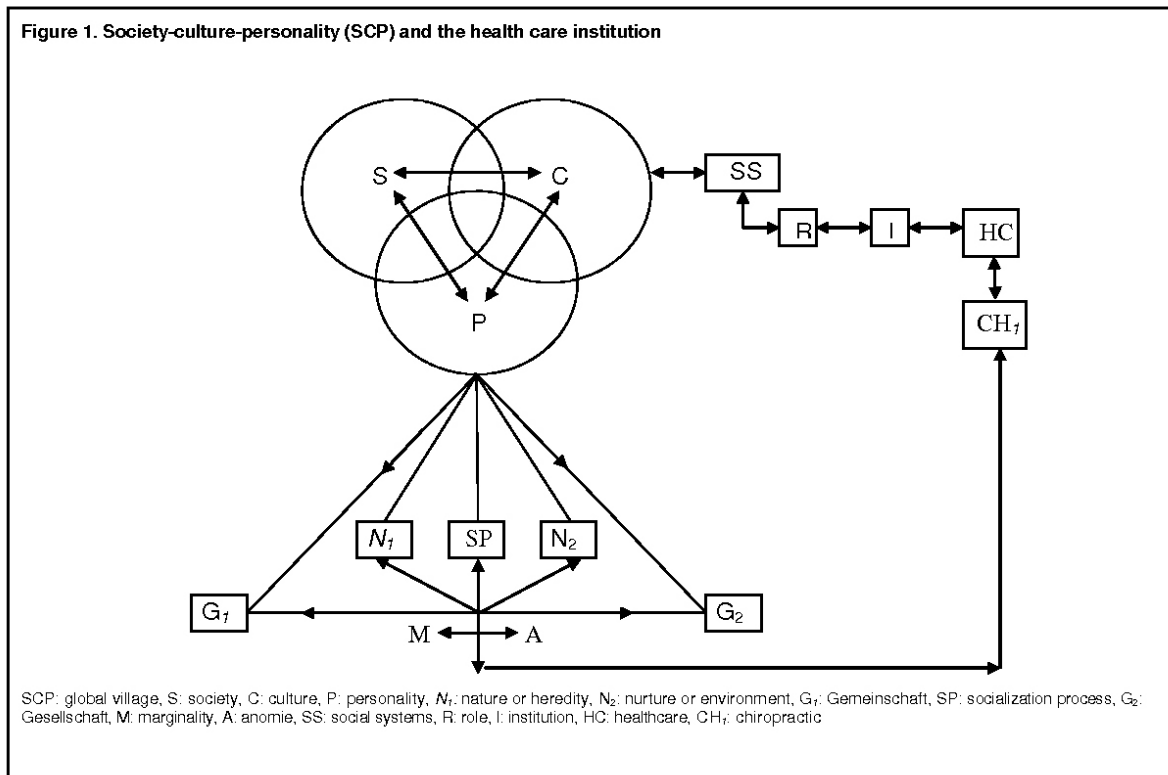 Figure 1. Society-culture-personality (SCP) and the health care institution
S C SS
R I HC
P CH₁
N₁ SP N₂
G₁ G₂
M A
SCP: global village, S: society, C: culture, P: personality, N₁: nature or heredity, N₂: nurture or environment, G₁: Gemeinschaft, SP: socialization process, G₂:
Gesellschaft, M: marginality, A: anomie, SS: social systems, R: role, I: institution, HC: healthcare, CH₁: chiropractic